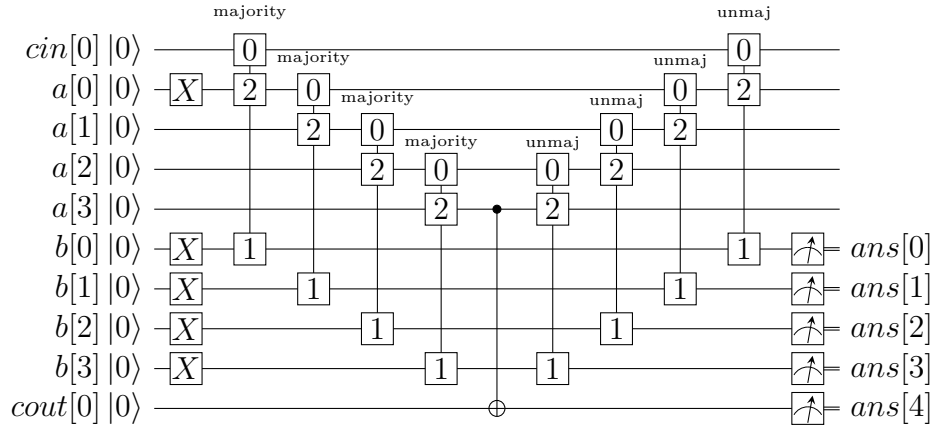 majority unmaj
cin[0] |0⟩ 0 0
majority unmaj
a[0] |0⟩ X 2 0 0 2
majority unmaj
a[1] |0⟩ 2 0 0 2
majority unmaj
a[2] |0⟩ 2 0 0 2
a[3] |0⟩ 2 2
b[0] |0⟩ X 1 1 ans[0]
b[1] |0⟩ X 1 1 ans[1]
b[2] |0⟩ X 1 1 ans[2]
b[3] |0⟩ X 1 1 ans[3]
cout[0] |0⟩ ans[4]